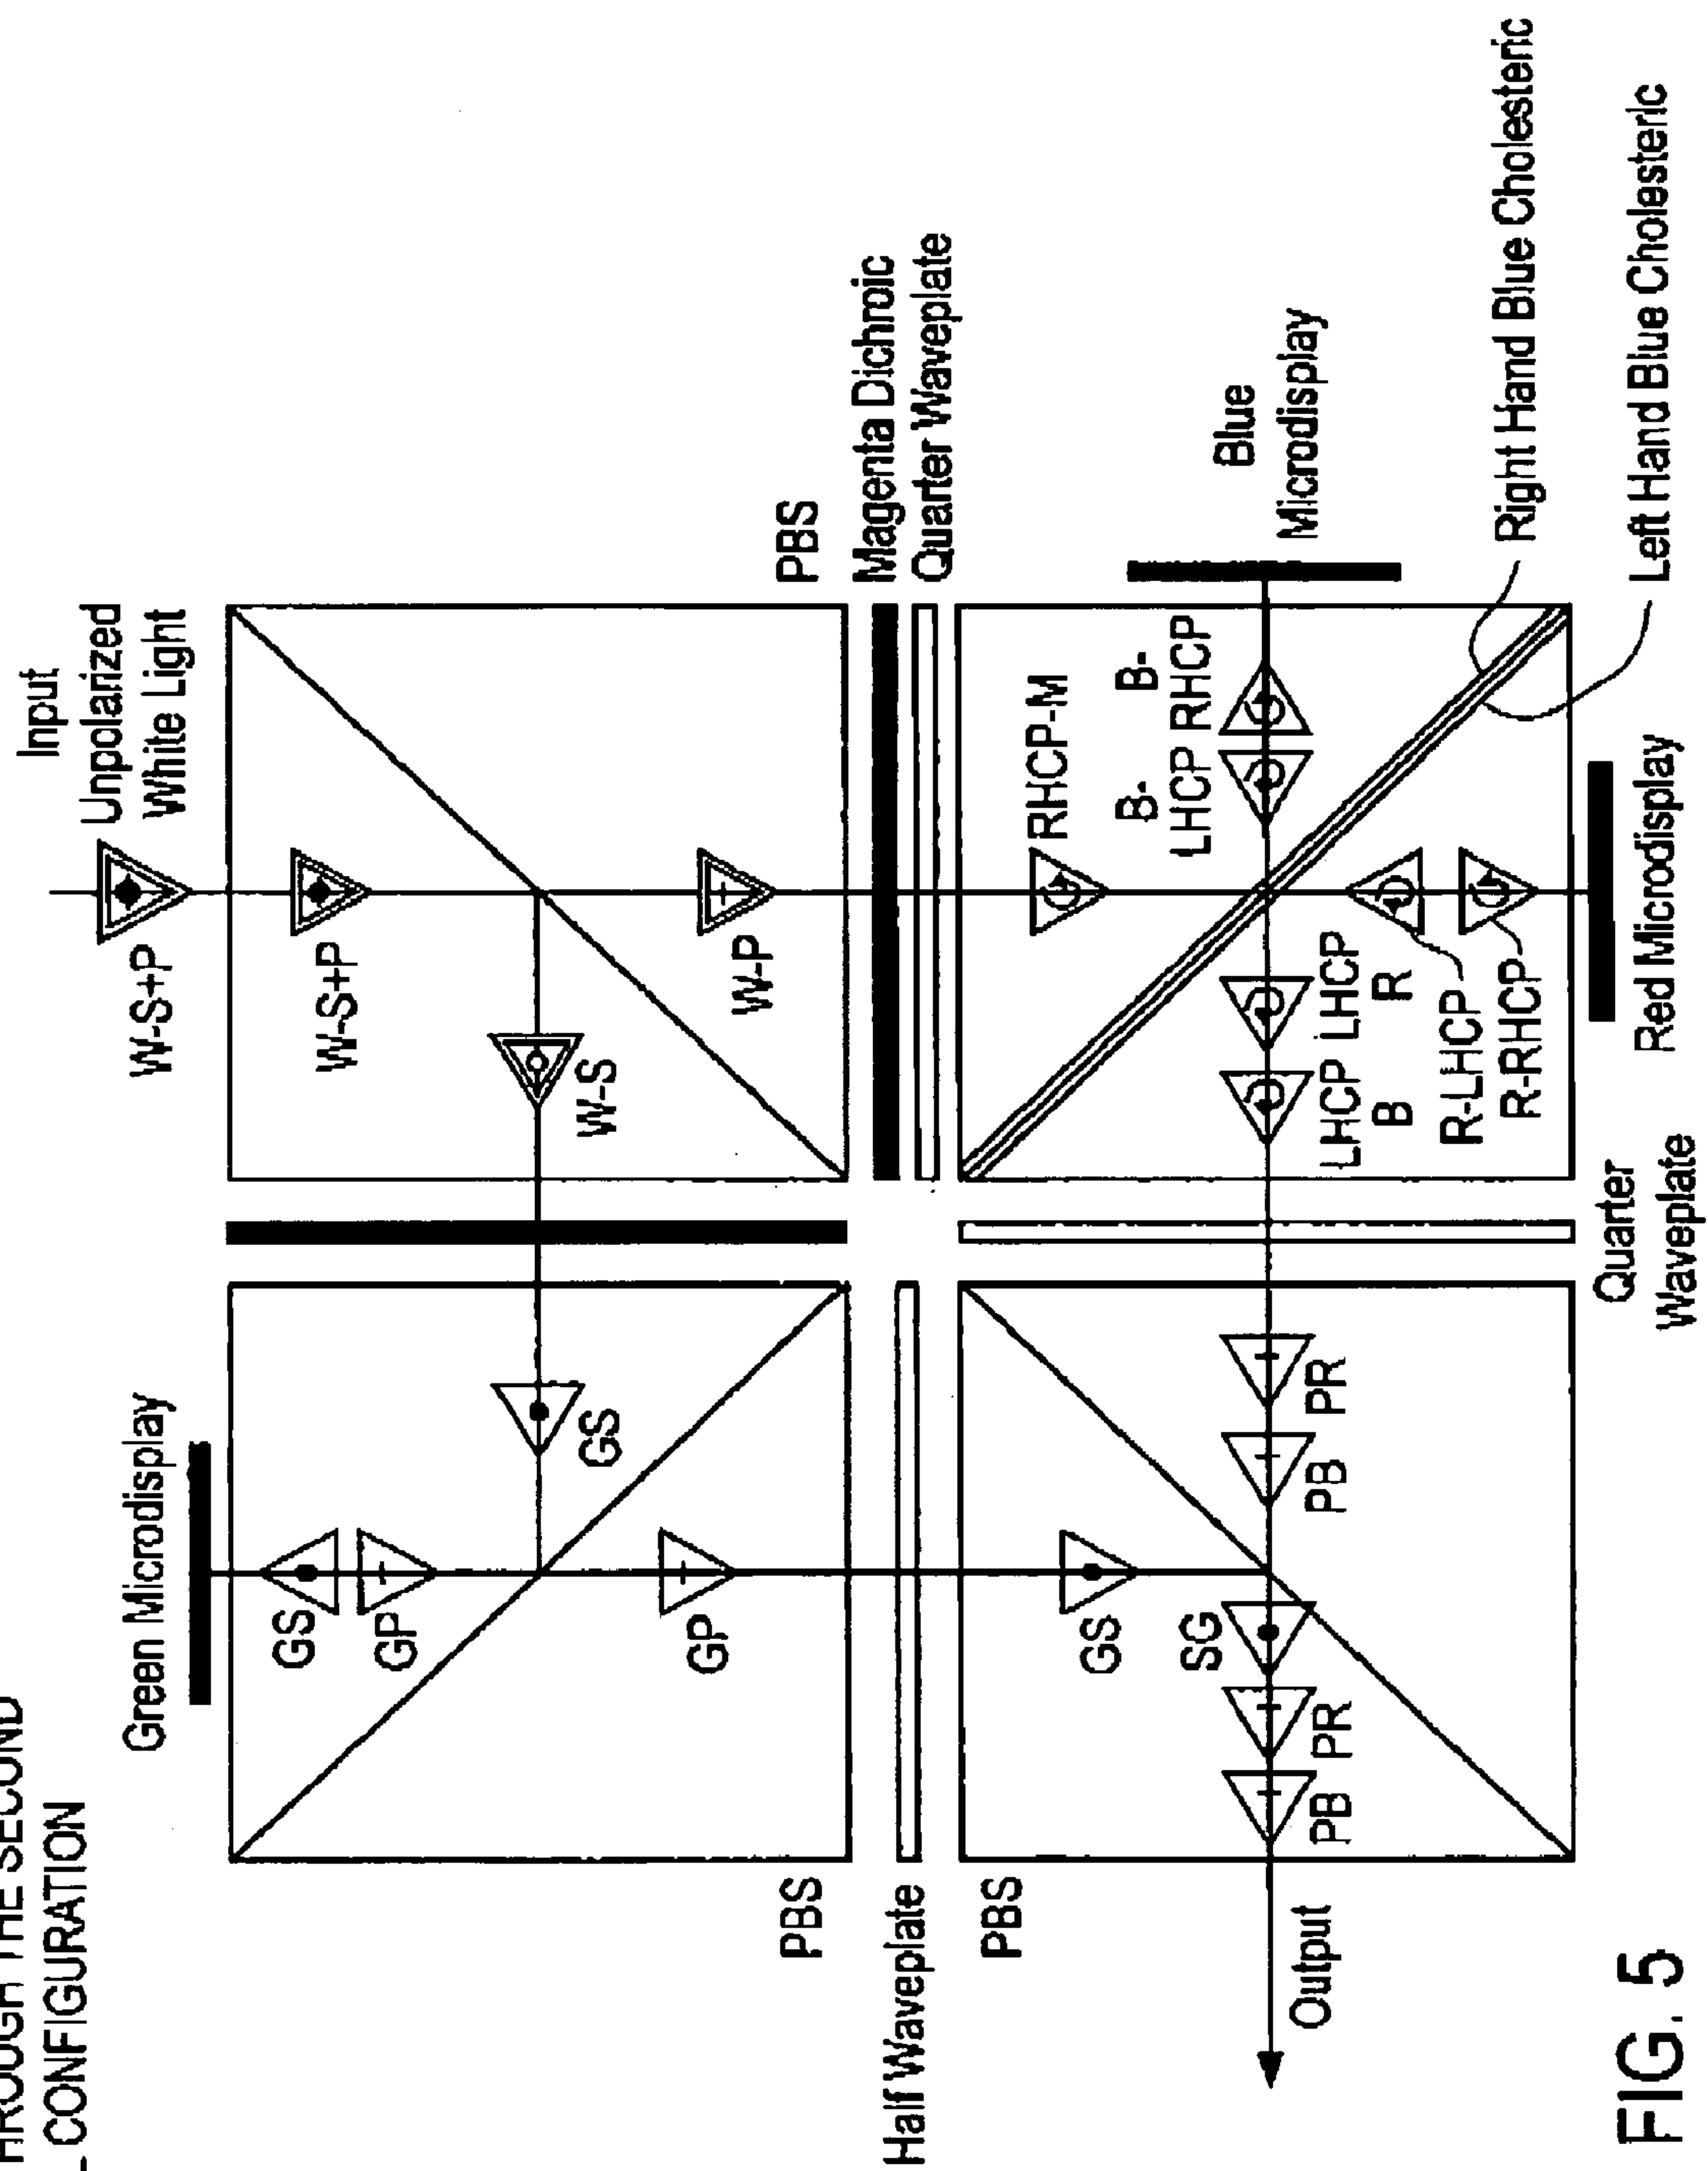 THROUGH THE SECOND
CONFIGURATION
Input
Unpolarized
White Light
W-S+P
W-S+P
W-S
W-P
PBS
Magenta Dichroic
Quarter Waveplate
Green Microdisplay
GS
GP
GS
GP
PBS
Half Waveplate
PBS
GS
SG
PB
PR
PB
PR
Output
RHCP-M
B-
LHCP
B-
RHCP
Blue
Microdisplay
LHCP
B
LHCP
R
R-LHCP
R-RHCP
Red Microdisplay
Quarter
Waveplate
Right Hand Blue Cholesteric
Left Hand Blue Cholesteric
FIG. 5